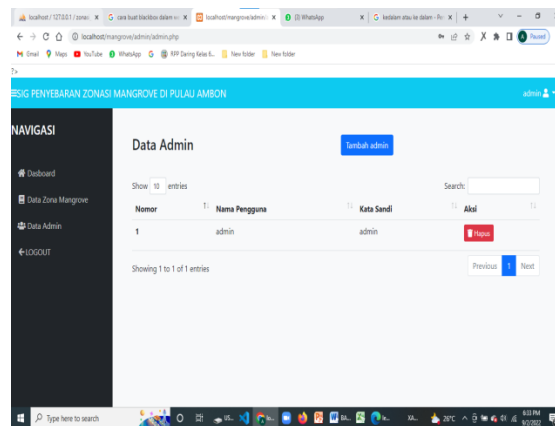 localhost / 127.0.0.1 / zonasi
cara buat blackbox dalam
localhost/mangrove/admin/
(3) WhatsApp
kedalam atau ke dalam - Pen
localhost/mangrove/admin/admin.php
Paused
Gmail Maps YouTube WhatsApp G RPP Daring Kelas 8... New folder New folder
?>
SIG PENYEBARAN ZONASI MANGROVE DI PULAU AMBON
admin
NAVIGASI
Dasboard
Data Zona Mangrove
Data Admin
LOGOUT
Data Admin
Tambah admin
Show 10 entries
Search:
Nomor Nama Pengguna Kata Sandi Aksi
1 admin admin Hapus
Showing 1 to 1 of 1 entries
Previous 1 Next
Type here to search
26°C
6:33 PM
9/2/2022